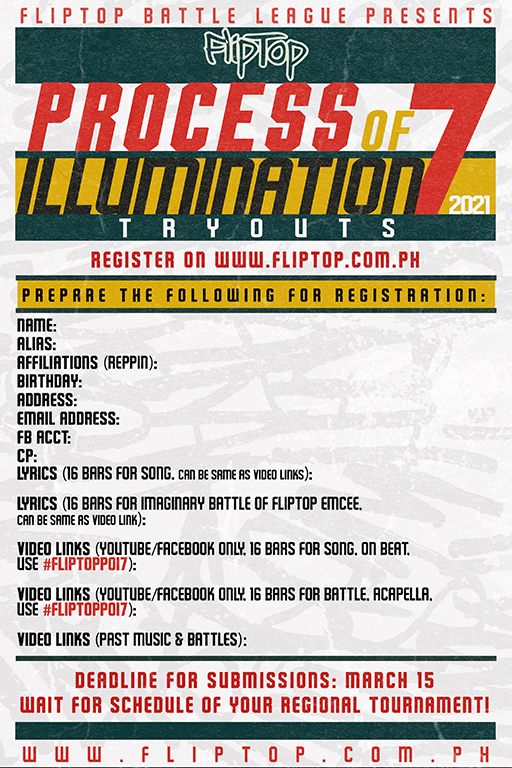 FLIPTOP BATTLE LEAGUE PRESENTS
FLIPTOP
PROCESS OF 7
ILLUMINATION
2021
TRYOUTS
REGISTER ON WWW.FLIPTOP.COM.PH
PREPARE THE FOLLOWING FOR REGISTRATION:
NAME:
ALIAS:
AFFILIATIONS (REPPIN):
BIRTHDAY:
ADDRESS:
EMAIL ADDRESS:
FB ACCT:
CP:
LYRICS (16 BARS FOR SONG, CAN BE SAME AS VIDEO LINKS):
LYRICS (16 BARS FOR IMAGINARY BATTLE OF FLIPTOP EMCEE,
CAN BE SAME AS VIDEO LINK):
VIDEO LINKS (YOUTUBE/FACEBOOK ONLY, 16 BARS FOR SONG, ON BEAT,
USE #FLIPTOPPOI7):
VIDEO LINKS (YOUTUBE/FACEBOOK ONLY, 16 BARS FOR BATTLE, ACAPELLA,
USE #FLIPTOPPOI7):
VIDEO LINKS (PAST MUSIC & BATTLES):
DEADLINE FOR SUBMISSIONS: MARCH 15
WAIT FOR SCHEDULE OF YOUR REGIONAL TOURNAMENT!
WWW.FLIPTOP.COM.PH